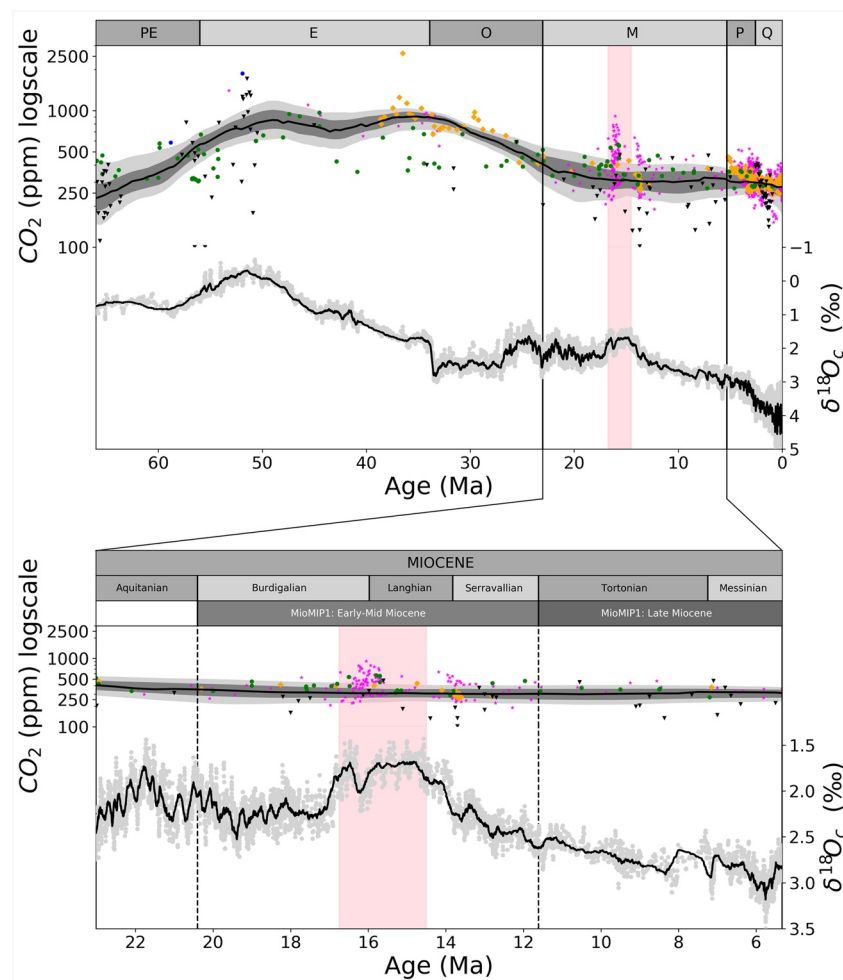 PE E O M P Q
CO2 (ppm) logscale
2500
1000
500
250
100
−1
0
1
2
3
4
5
δ18Oc (‰)
60 50 40 30 20 10 0
Age (Ma)
MIOCENE
Aquitanian Burdigalian Langhian Serravallian Tortonian Messinian
MioMIP1: Early-Mid Miocene MioMIP1: Late Miocene
CO2 (ppm) logscale
2500
1000
500
250
100
1.5
2.0
2.5
3.0
3.5
δ18Oc (‰)
22 20 18 16 14 12 10 8 6
Age (Ma)